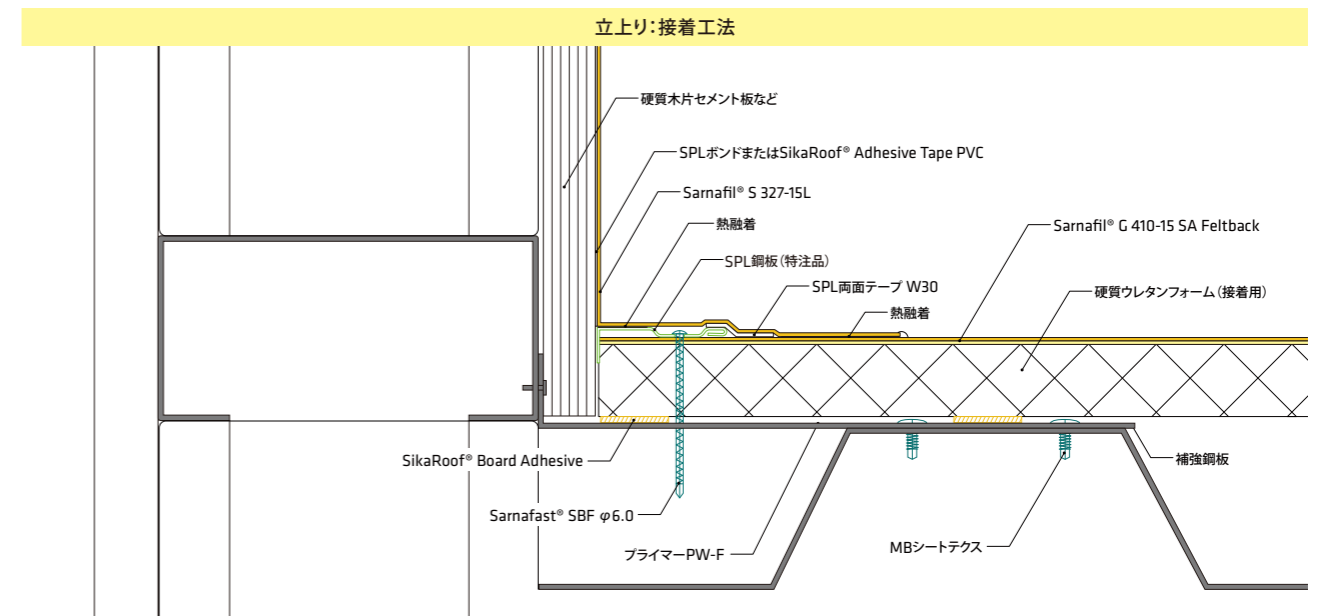 立上り：接着工法
硬質木片セメント板など
SPLボンドまたはSikaRoof® Adhesive Tape PVC
Sarnafil® S 327-15L
熱融着
Sarnafil® G 410-15 SA Feltback
SPL鋼板（特注品）
SPL両面テープ W30
硬質ウレタンフォーム（接着用）
熱融着
SikaRoof® Board Adhesive
補強鋼板
Sarnafast® SBF φ6.0
プライマーPW-F
MBシートテクス